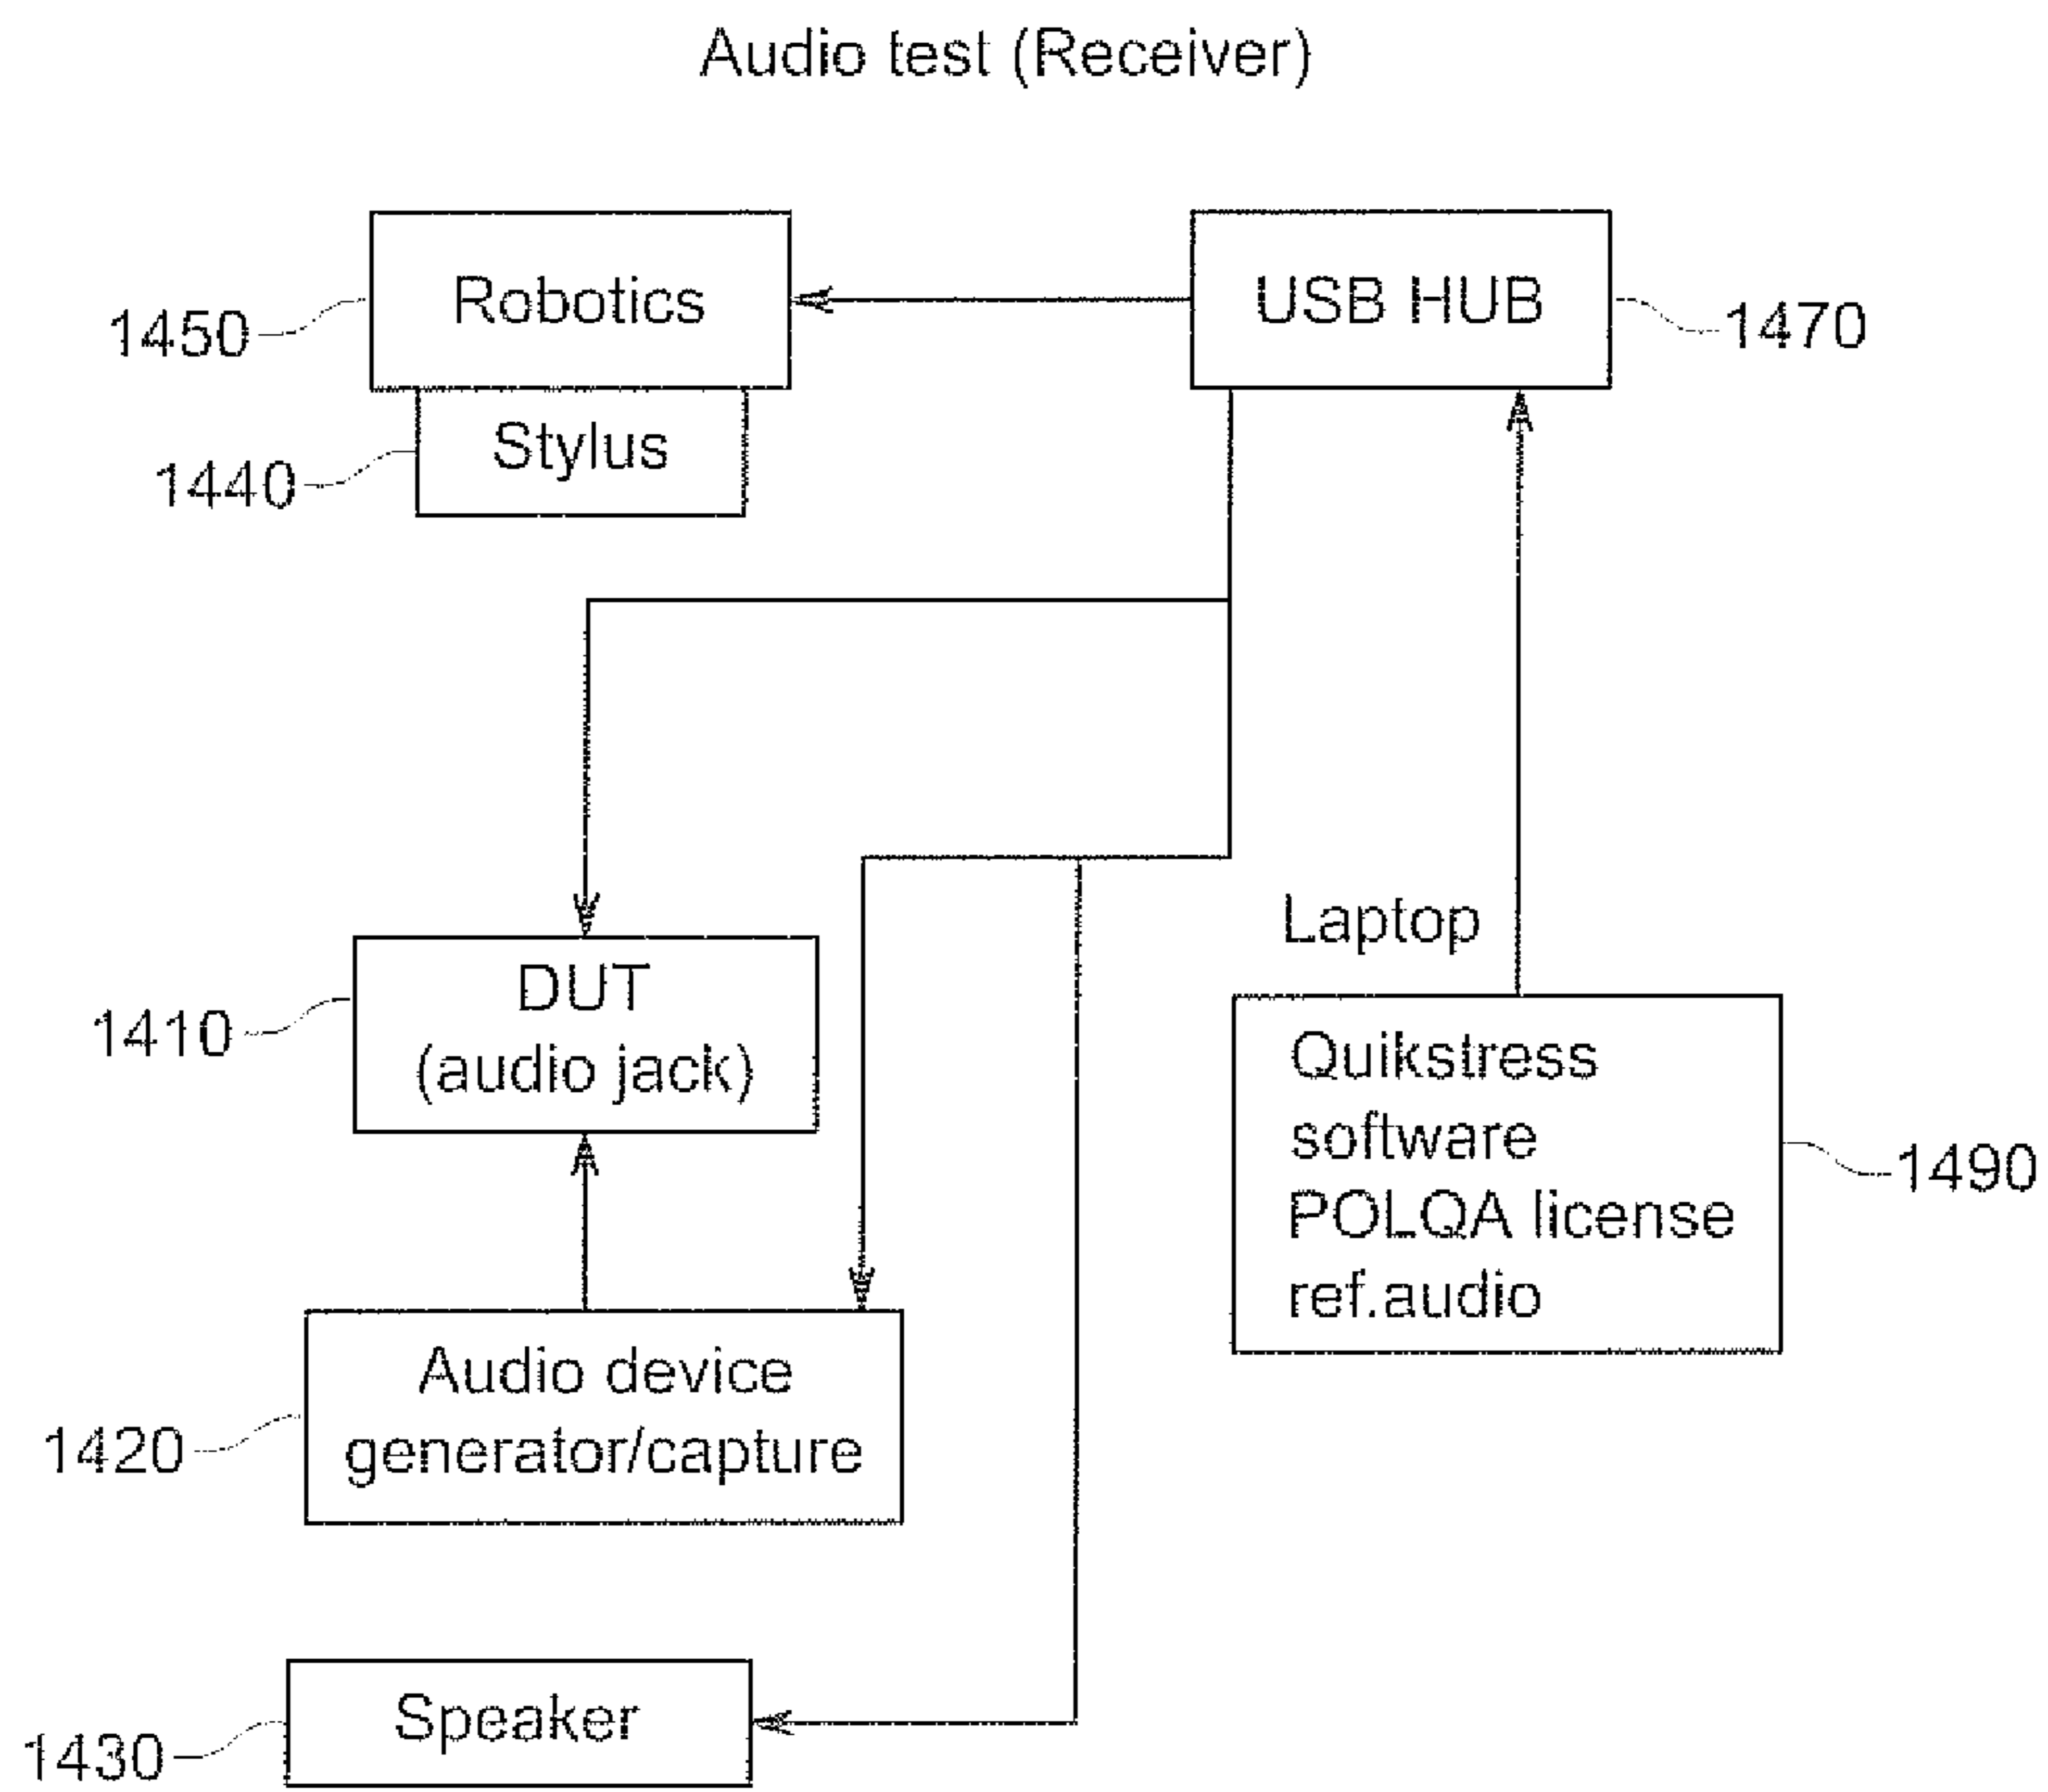 Audio test (Receiver)
Robotics
USB HUB
1450
1470
Stylus
1440
Laptop
DUT
(audio jack)
1410
Quikstress
software
POLQA license
ref.audio
1490
Audio device
generator/capture
1420
Speaker
1430